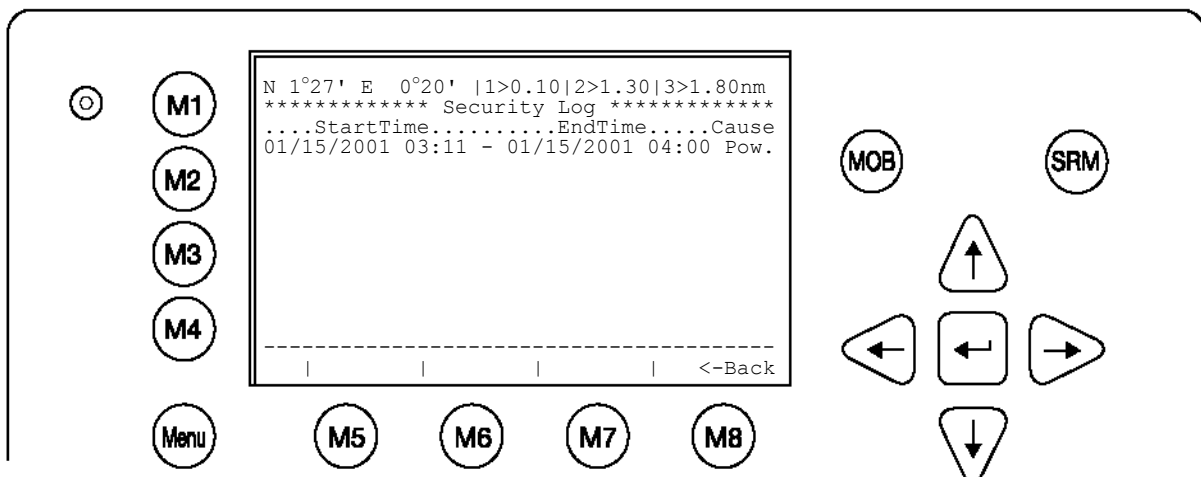 N 1°27' E  0°20' |1>0.10|2>1.30|3>1.80nm
************* Security Log *************
....StartTime..........EndTime.....Cause
01/15/2001 03:11 - 01/15/2001 04:00 Pow.
----------------------------------------
|        |        |        |   <-Back
M1
M2
M3
M4
Menu
M5
M6
M7
M8
MOB
SRM